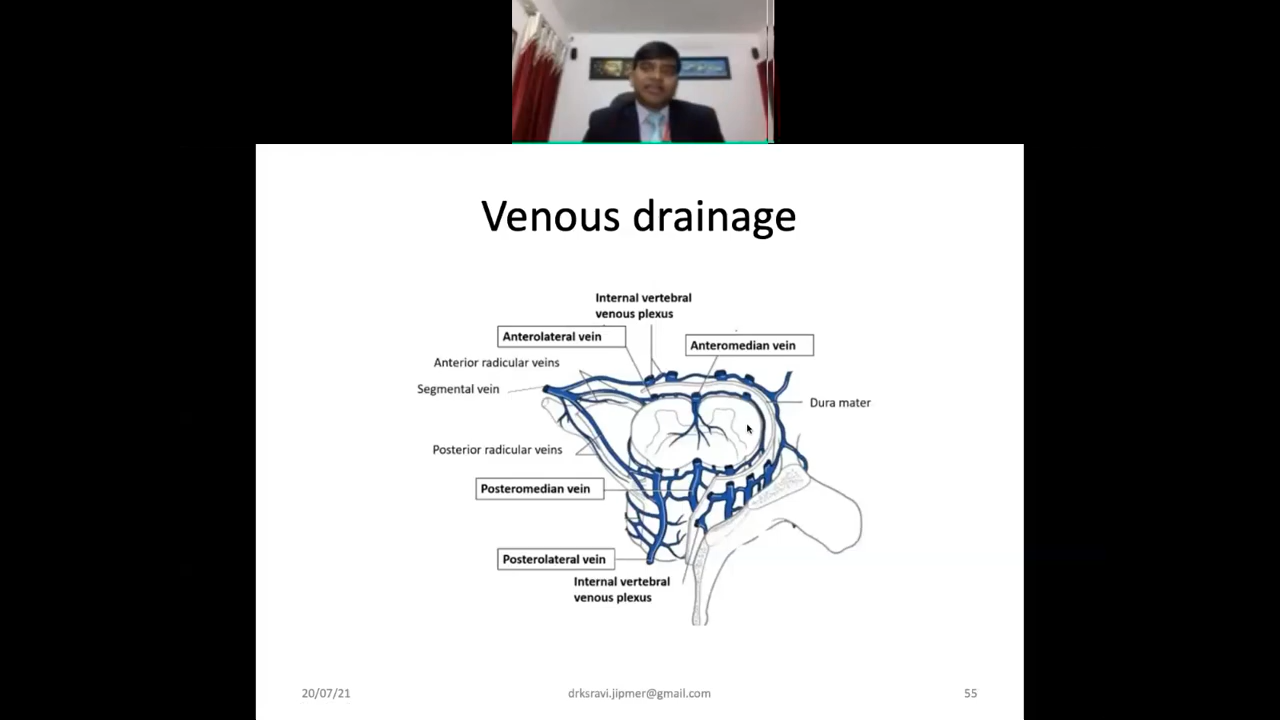 Venous drainage
Internal vertebral
venous plexus
Anterolateral vein
Anteromedian vein
Anterior radicular veins
Segmental vein
Dura mater
Posterior radicular veins
Posteromedian vein
Posterolateral vein
Internal vertebral
venous plexus
20/07/21
drksravi.jipmer@gmail.com
55